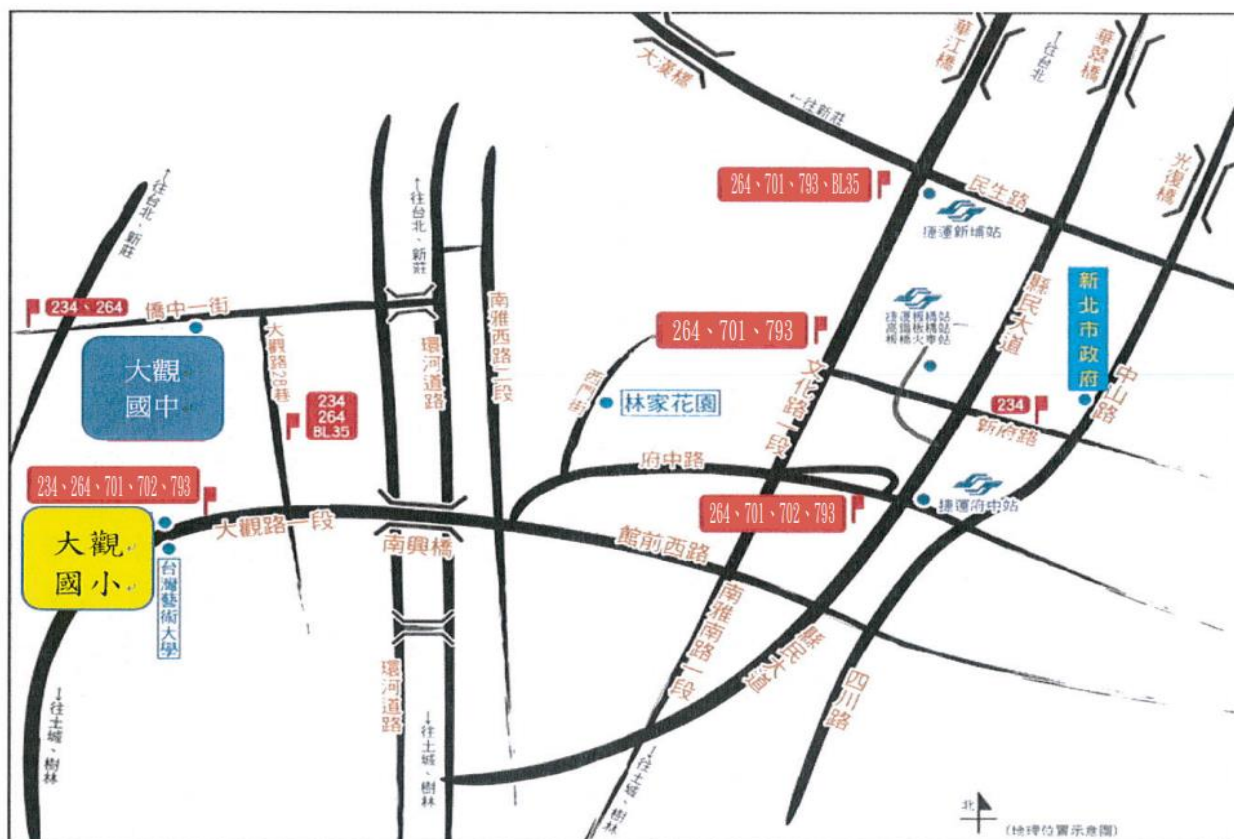 華江橋
華翠橋
↑往台北
大漢橋
←往新莊
光復橋
264、701、793、BL35
民生路
捷運新埔站
↑往台北、新莊
↑往台北、新莊
縣民大道
新北市政府
捷運板橋站
高鐵板橋站
板橋火車站
234、264
僑中一街
南雅西路二段
環河道路
264、701、793
大觀路28巷
文化路一段
中山路
大觀
國中
西門街
林家花園
234
新府路
234
264
BL35
府中路
234、264、701、702、793
264、701、702、793
捷運府中站
大觀路一段
南興橋
館前西路
大觀
國小
台灣藝術大學
南雅南路一段
縣民大道
四川路
環河道路
↓往土城、樹林
↓往土城、樹林
↓往土城、樹林
北
(地理位置示意圖)